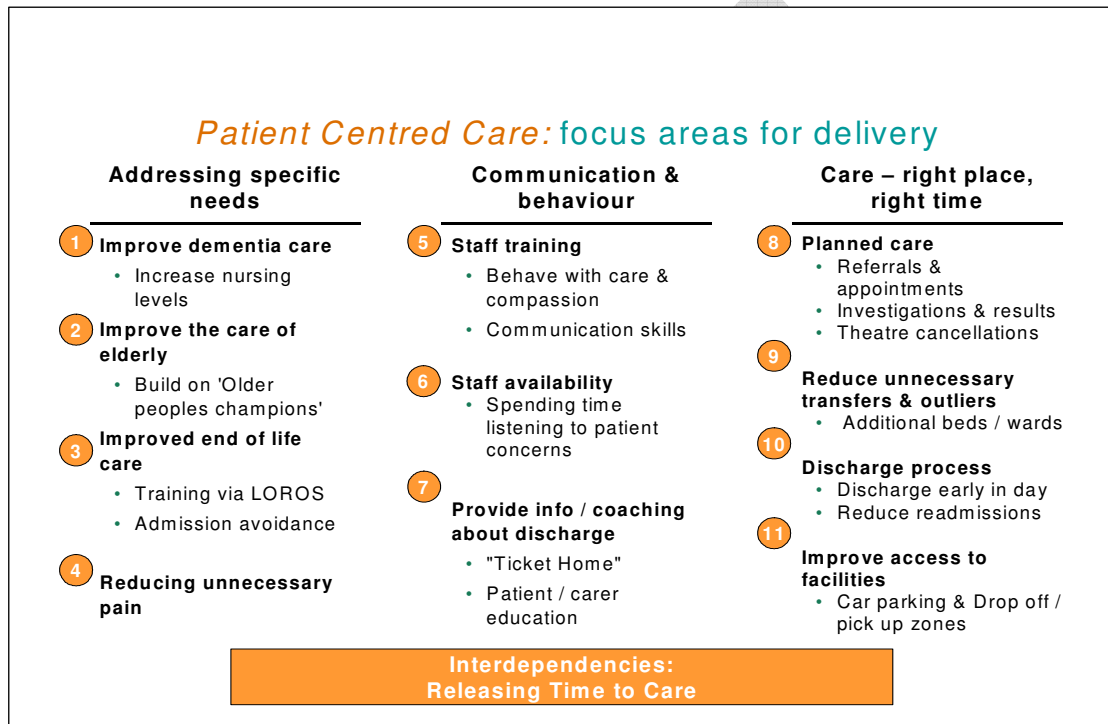 Patient Centred Care: focus areas for delivery
Addressing specific
needs
1 Improve dementia care
• Increase nursing
levels
2 Improve the care of
elderly
• Build on 'Older
peoples champions'
3 Improved end of life
care
• Training via LOROS
• Admission avoidance
4 Reducing unnecessary
pain
Communication &
behaviour
5 Staff training
• Behave with care &
compassion
• Communication skills
6 Staff availability
• Spending time
listening to patient
concerns
7 Provide info / coaching
about discharge
• "Ticket Home"
• Patient / carer
education
Care – right place,
right time
8 Planned care
• Referrals &
appointments
• Investigations & results
• Theatre cancellations
9 Reduce unnecessary
transfers & outliers
• Additional beds / wards
10 Discharge process
• Discharge early in day
• Reduce readmissions
11 Improve access to
facilities
• Car parking & Drop off /
pick up zones
Interdependencies:
Releasing Time to Care